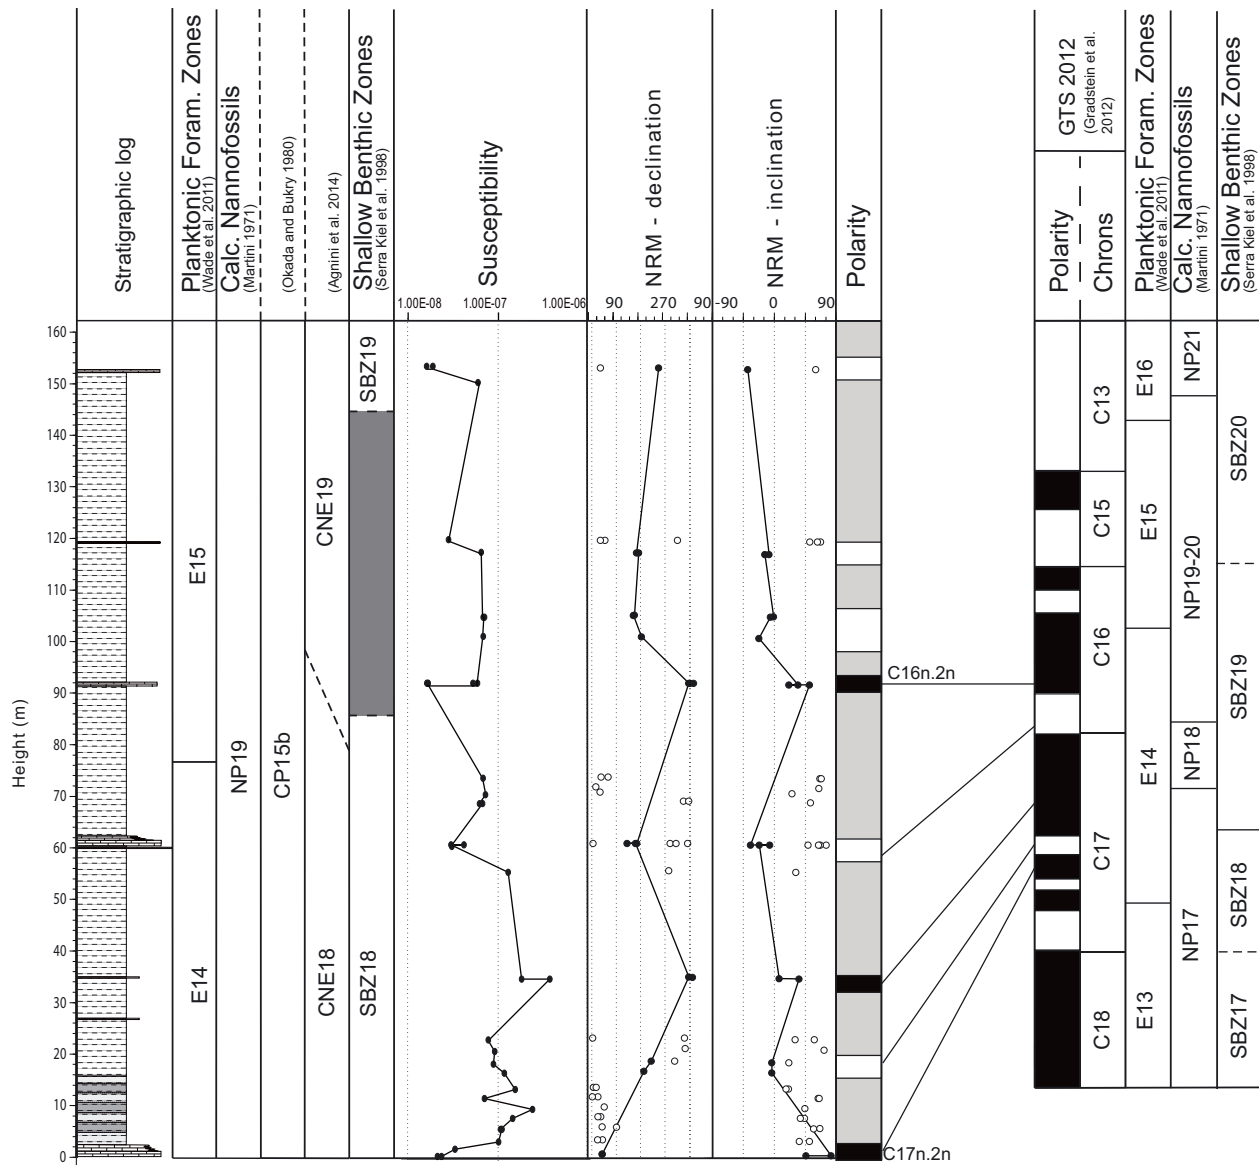 Stratigraphic log
Planktonic Foram. Zones
(Wade et al. 2011)
Calc. Nannofossils
(Martini 1971)
(Okada and Bukry 1980)
(Agnini et al. 2014)
Shallow Benthic Zones
(Serra Kiel et al. 1998)
Susceptibility
NRM - declination
NRM - inclination
Polarity
GTS 2012
(Gradstein et al.
2012)
Polarity
Chrons
Planktonic Foram. Zones
(Wade et al. 2011)
Calc. Nannofossils
(Martini 1971)
Shallow Benthic Zones
(Serra Kiel et al. 1998)
1.00E-08 1.00E-07 1.00E-06
90 270 90
-90 0 90
Height (m)
160
150
140
130
120
110
100
90
80
70
60
50
40
30
20
10
0
E15
E14
NP19
CP15b
CNE19
CNE18
SBZ19
SBZ18
C16n.2n
C17n.2n
C13
C15
C16
C17
C18
E16
E15
E14
E13
NP21
NP19-20
NP18
NP17
SBZ20
SBZ19
SBZ18
SBZ17